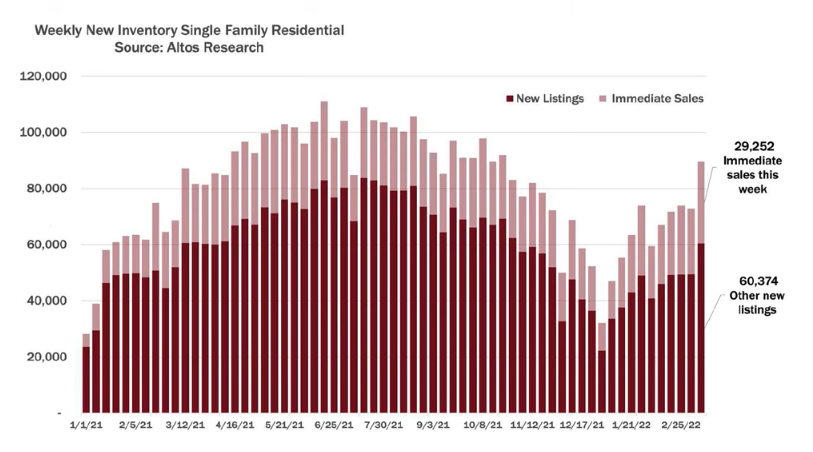 Weekly New Inventory Single Family Residential
Source: Altos Research
120,000
New Listings Immediate Sales
100,000
29,252
Immediate
sales this
week
80,000
60,000
60,374
Other new
listings
40,000
20,000
-
1/1/21 2/5/21 3/12/21 4/16/21 5/21/21 6/25/21 7/30/21 9/3/21 10/8/21 11/12/21 12/17/21 1/21/22 2/25/22